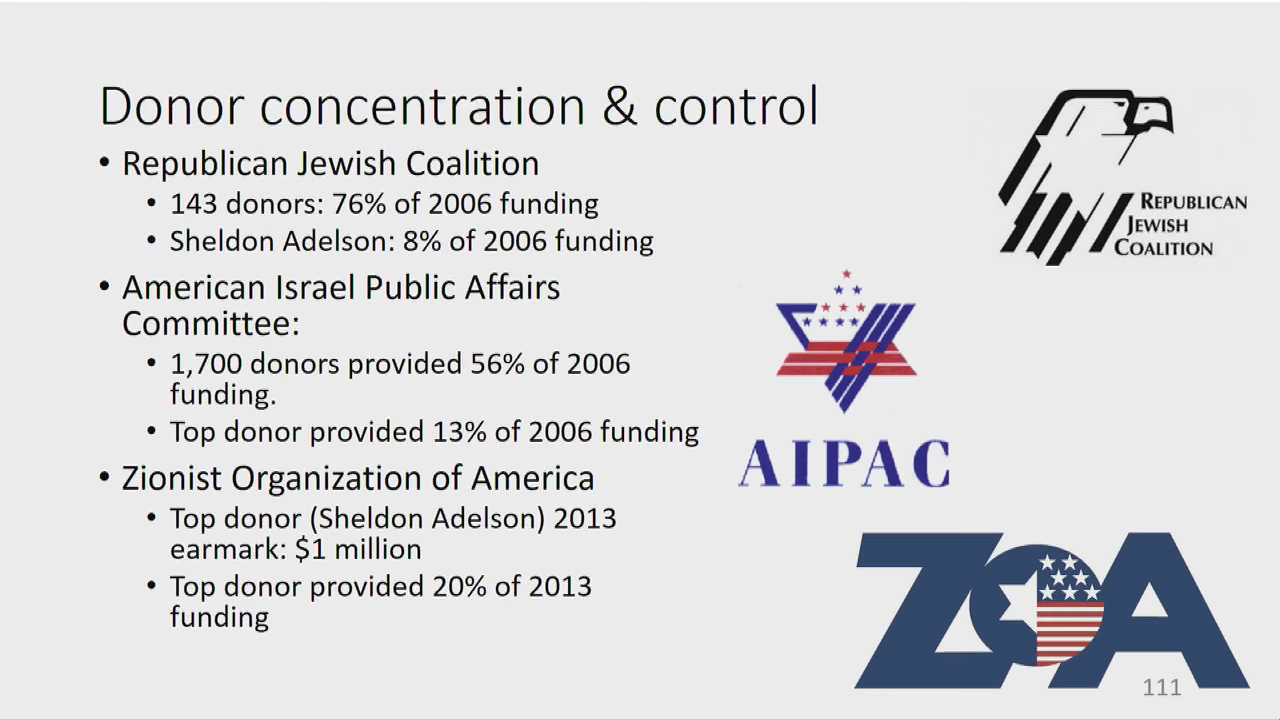 Donor concentration & control
• Republican Jewish Coalition
• 143 donors: 76% of 2006 funding
• Sheldon Adelson: 8% of 2006 funding
• American Israel Public Affairs
Committee:
• 1,700 donors provided 56% of 2006
funding.
• Top donor provided 13% of 2006 funding
• Zionist Organization of America
• Top donor (Sheldon Adelson) 2013
earmark: $1 million
• Top donor provided 20% of 2013
funding
REPUBLICAN
JEWISH
COALITION
AIPAC
ZOA
111